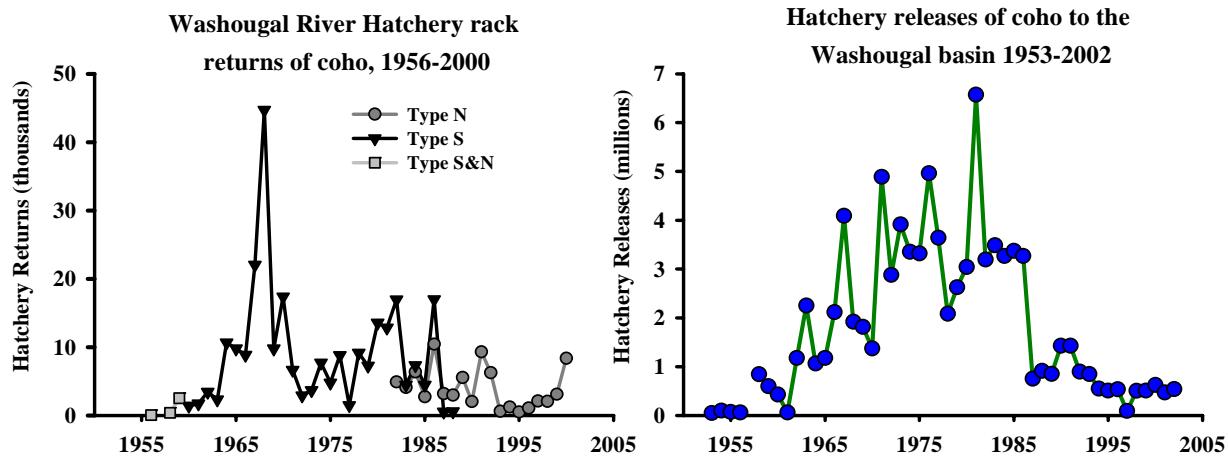 Washougal River Hatchery rack
returns of coho, 1956-2000
Hatchery Returns (thousands)
50
40
30
20
10
0
Type N
Type S
Type S&N
1955 1965 1975 1985 1995 2005
Hatchery releases of coho to the
Washougal basin 1953-2002
Hatchery Releases (millions)
7
6
5
4
3
2
1
0
1955 1965 1975 1985 1995 2005